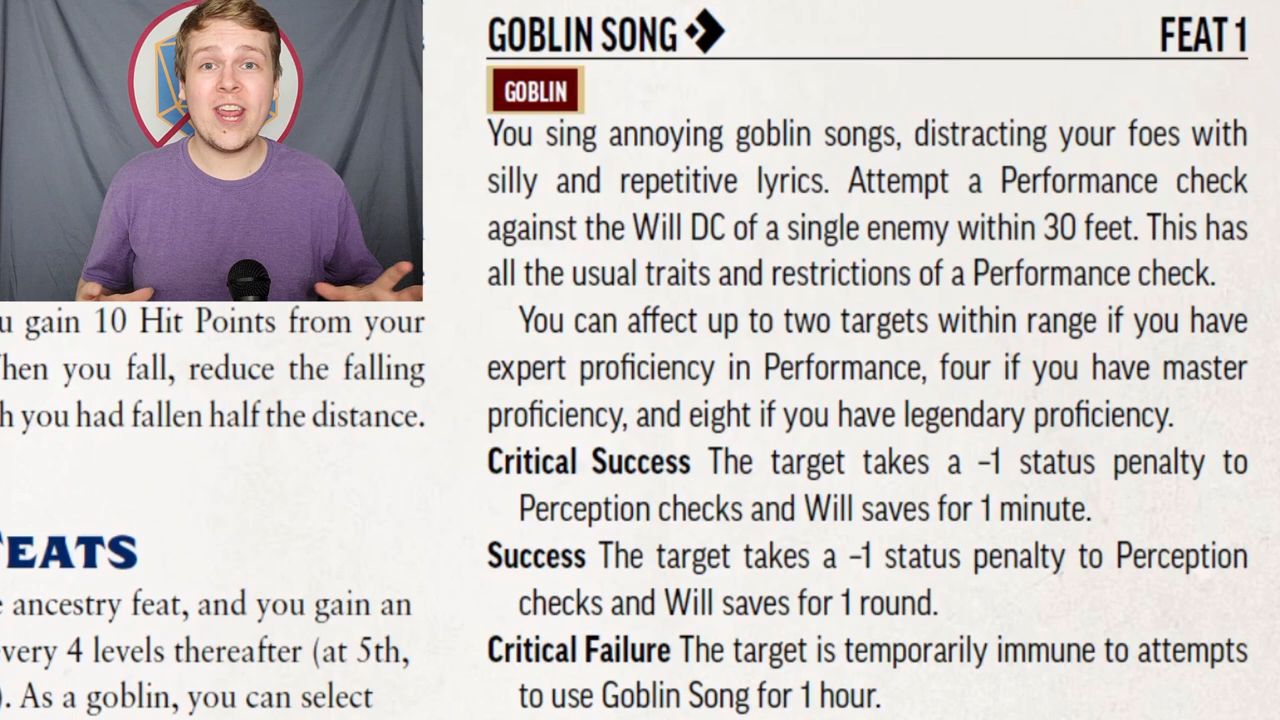 u gain 10 Hit Points from your
hen you fall, reduce the falling
h you had fallen half the distance.
EATS
e ancestry feat, and you gain an
very 4 levels thereafter (at 5th,
). As a goblin, you can select
GOBLIN SONG FEAT 1
GOBLIN
You sing annoying goblin songs, distracting your foes with
silly and repetitive lyrics. Attempt a Performance check
against the Will DC of a single enemy within 30 feet. This has
all the usual traits and restrictions of a Performance check.
You can affect up to two targets within range if you have
expert proficiency in Performance, four if you have master
proficiency, and eight if you have legendary proficiency.
Critical Success The target takes a –1 status penalty to
Perception checks and Will saves for 1 minute.
Success The target takes a –1 status penalty to Perception
checks and Will saves for 1 round.
Critical Failure The target is temporarily immune to attempts
to use Goblin Song for 1 hour.